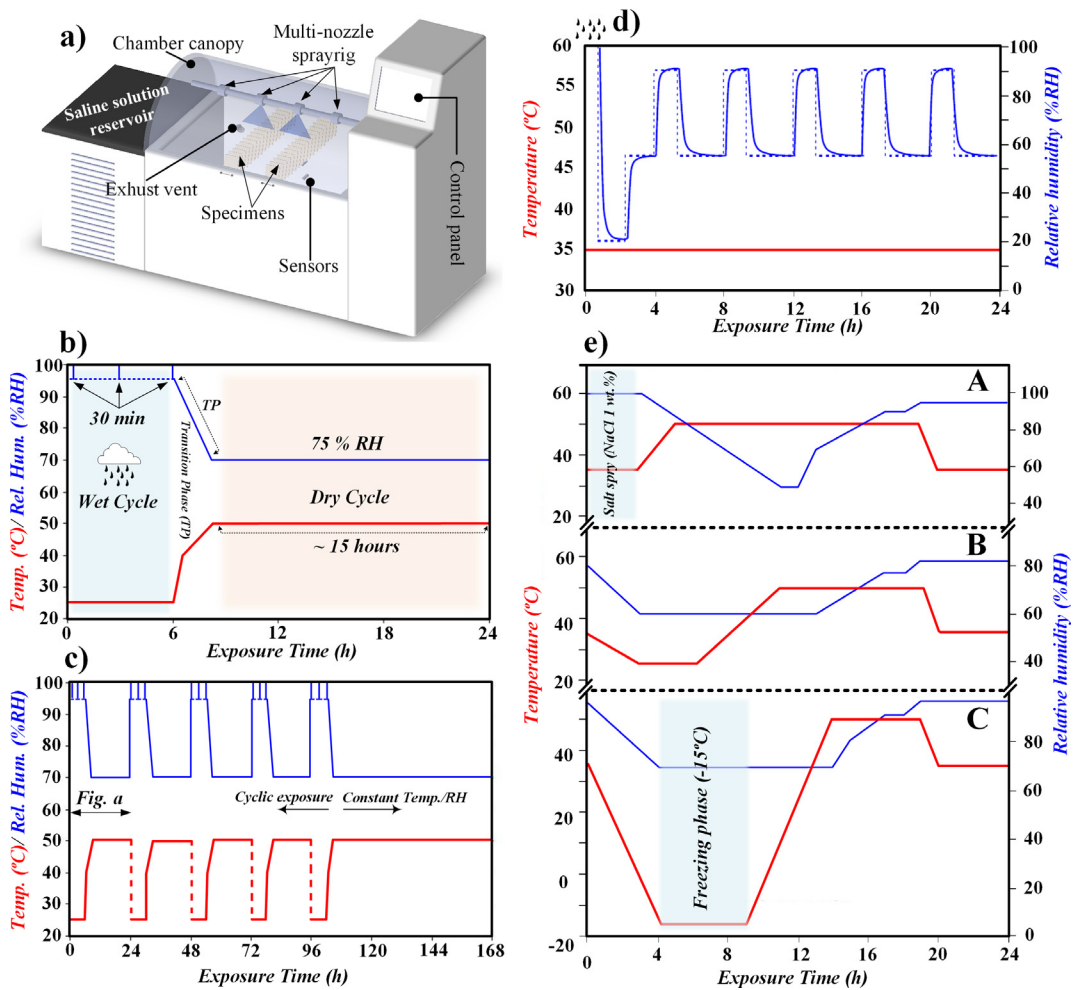 a)
Chamber canopy
Multi-nozzle
sprayrig
Saline solution
reservoir
Exhust vent
Specimens
Sensors
Control panel
b)
Temp. (ºC)/ Rel. Hum. (%RH)
100
90
80
70
60
50
40
30
20
30 min
Wet Cycle
TP
Transition Phase (TP)
75 % RH
Dry Cycle
~ 15 hours
0
6
12
18
24
Exposure Time (h)
c)
Temp. (ºC)/ Rel. Hum. (%RH)
100
90
80
70
60
50
40
30
20
Fig. a
Cyclic exposure
Constant Temp./RH
0
24
48
72
96
120
144
168
Exposure Time (h)
d)
Temperature (ºC)
60
55
50
45
40
35
30
Relative humidity (%RH)
100
80
60
40
20
0
0
4
8
12
16
20
24
Exposure Time (h)
e)
A
Salt spry (NaCl 1 wt.%)
60
40
20
100
80
60
40
B
60
40
20
80
60
40
C
Freezing phase (-15ºC)
40
20
0
-20
80
60
40
20
0
Temperature (ºC)
Relative humidity (%RH)
0
4
8
12
16
20
24
Exposure Time (h)